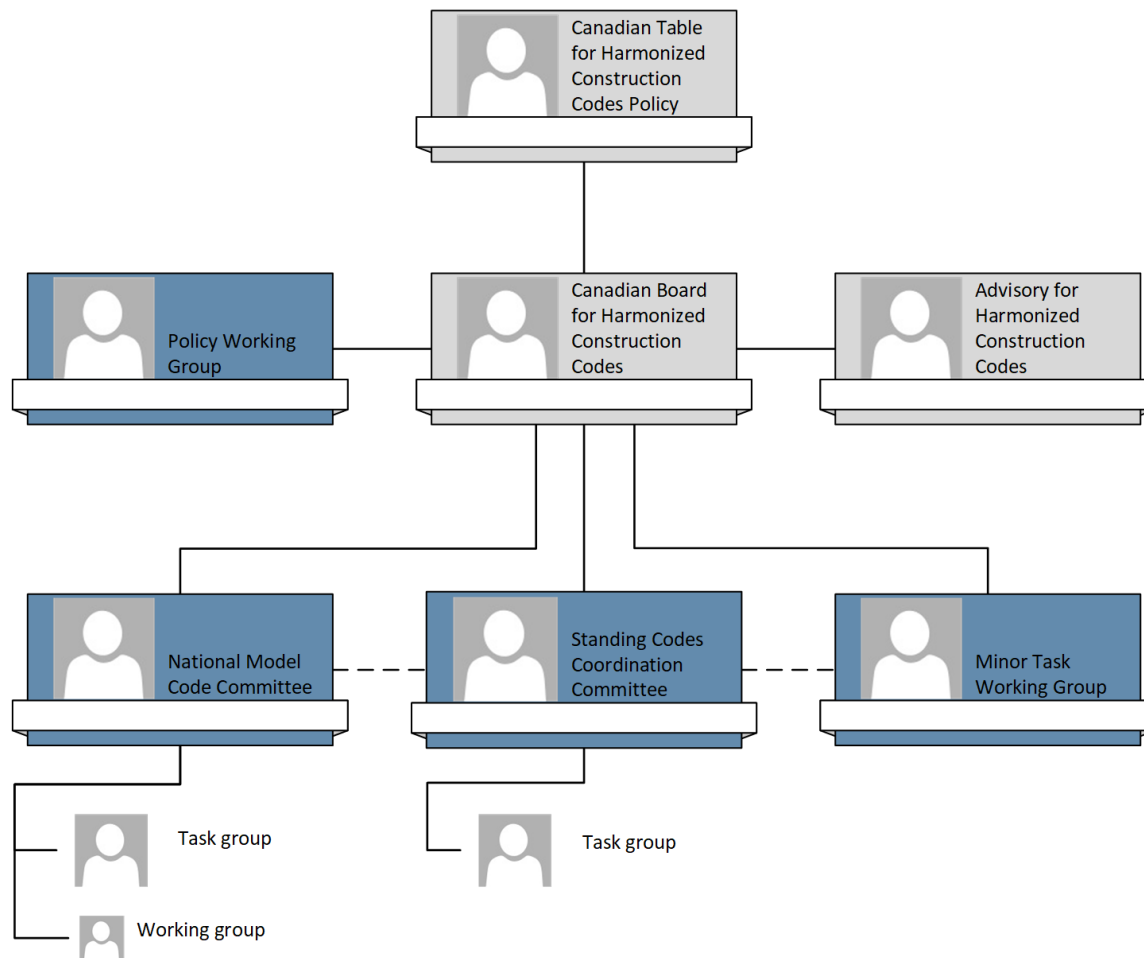 Canadian Table
for Harmonized
Construction
Codes Policy
Policy Working
Group
Canadian Board
for Harmonized
Construction
Codes
Advisory for
Harmonized
Construction
Codes
National Model
Code Committee
Standing Codes
Coordination
Committee
Minor Task
Working Group
Task group
Task group
Working group